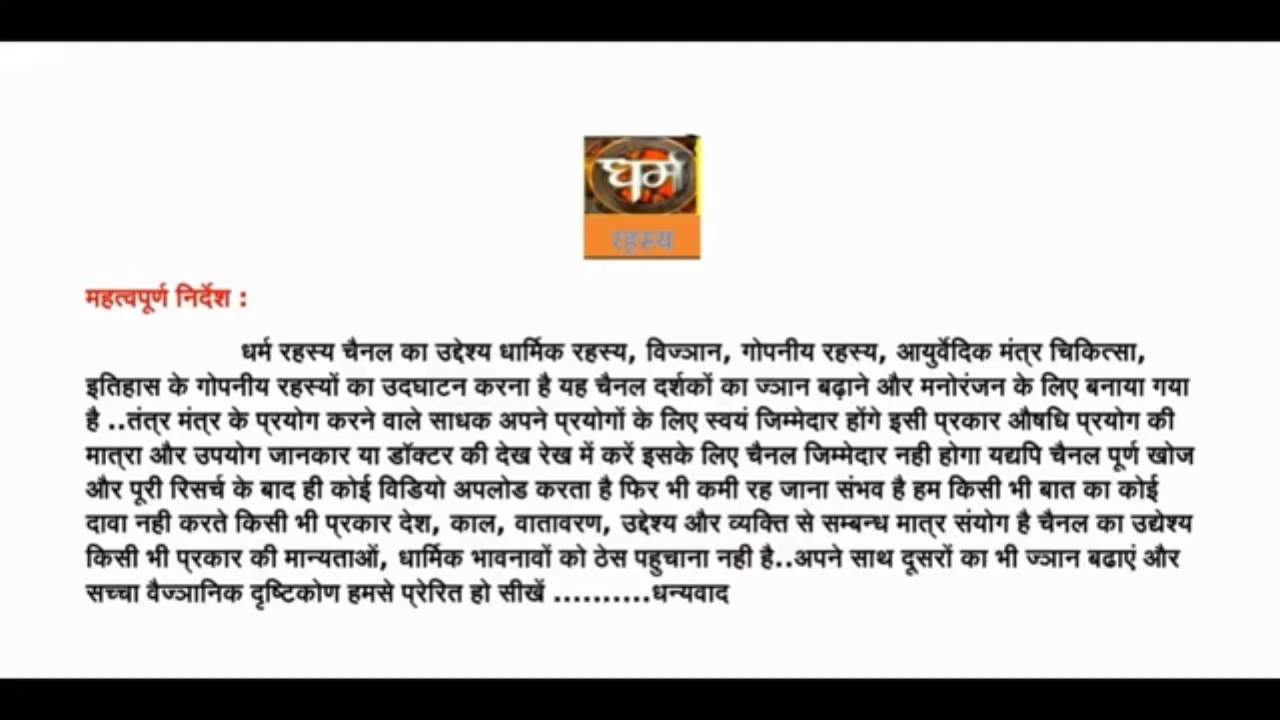 धर्म
रहस्य
महत्वपूर्ण निर्देश :
धर्म रहस्य चैनल का उद्देश्य धार्मिक रहस्य, विज्ञान, गोपनीय रहस्य, आयुर्वेदिक मंत्र चिकित्सा,
इतिहास के गोपनीय रहस्यों का उदघाटन करना है यह चैनल दर्शकों का ज्ञान बढ़ाने और मनोरंजन के लिए बनाया गया
है ..तंत्र मंत्र के प्रयोग करने वाले साधक अपने प्रयोगों के लिए स्वयं जिम्मेदार होंगे इसी प्रकार औषधि प्रयोग की
मात्रा और उपयोग जानकार या डॉक्टर की देख रेख में करें इसके लिए चैनल जिम्मेदार नही होगा यद्यपि चैनल पूर्ण खोज
और पूरी रिसर्च के बाद ही कोई विडियो अपलोड करता है फिर भी कमी रह जाना संभव है हम किसी भी बात का कोई
दावा नही करते किसी भी प्रकार देश, काल, वातावरण, उद्देश्य और व्यक्ति से सम्बन्ध मात्र संयोग है चैनल का उद्येश्य
किसी भी प्रकार की मान्यताओं, धार्मिक भावनावों को ठेस पहुचाना नही है..अपने साथ दूसरों का भी ज्ञान बढाएं और
सच्चा वैज्ञानिक दृष्टिकोण हमसे प्रेरित हो सीखें ..........धन्यवाद